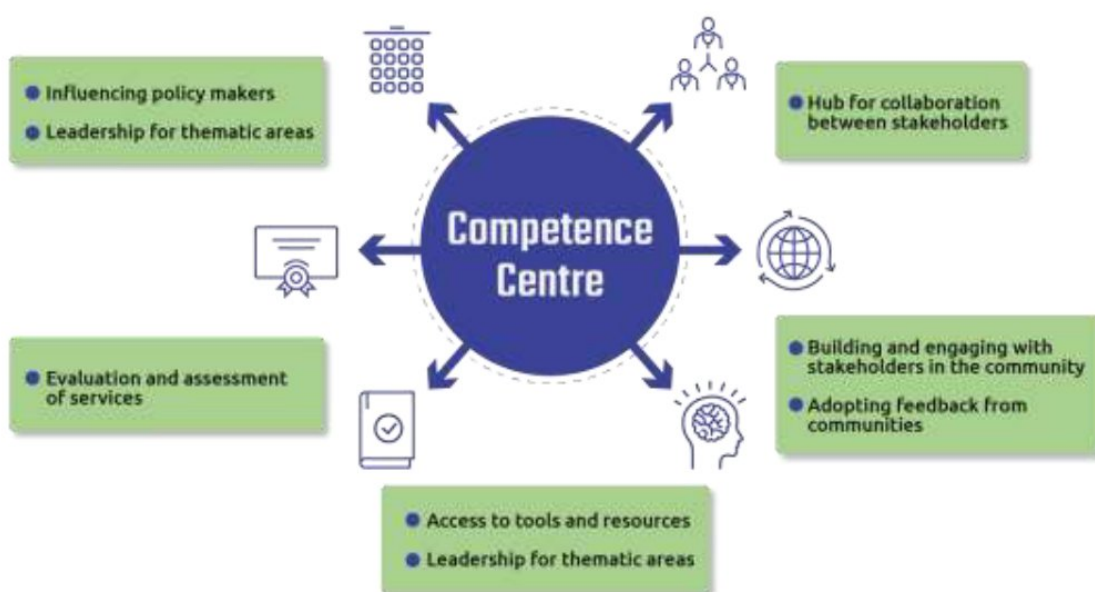 Influencing policy makers
Leadership for thematic areas
Hub for collaboration
between stakeholders
Competence
Centre
Evaluation and assessment
of services
Building and engaging with
stakeholders in the community
Adopting feedback from
communities
Access to tools and resources
Leadership for thematic areas